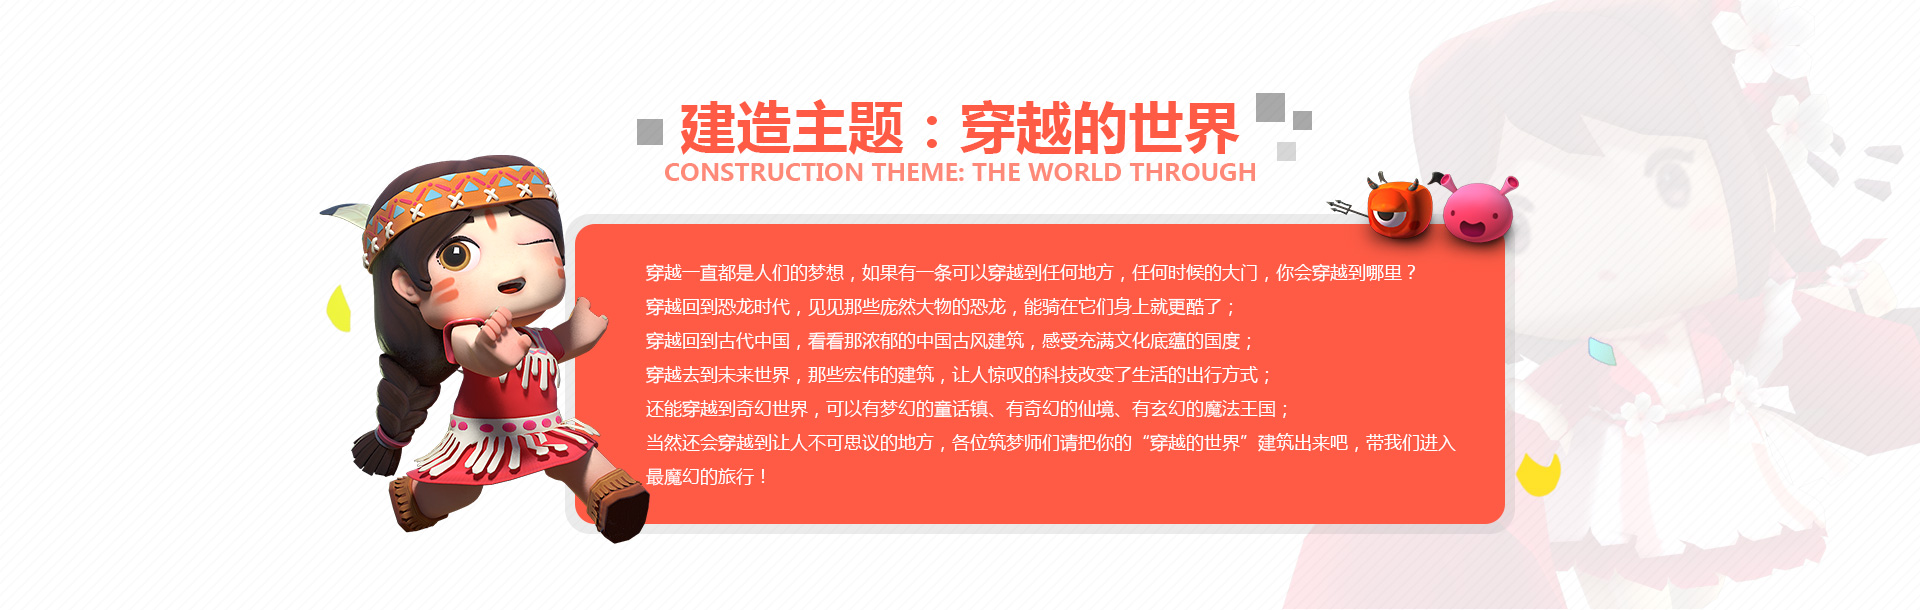 建造主题：穿越的世界
CONSTRUCTION THEME: THE WORLD THROUGH
穿越一直都是人们的梦想，如果有一条可以穿越到任何地方，任何时候的大门，你会穿越到哪里？
穿越回到恐龙时代，见见那些庞然大物的恐龙，能骑在它们身上就更酷了；
穿越回到古代中国，看看那浓郁的中国古风建筑，感受充满文化底蕴的国度；
穿越去到未来世界，那些宏伟的建筑，让人惊叹的科技改变了生活的出行方式；
还能穿越到奇幻世界，可以有梦幻的童话镇、有奇幻的仙境、有玄幻的魔法王国；
当然还会穿越到让人不可思议的地方，各位筑梦师们请把你的“穿越的世界”建筑出来吧，带我们进入
最魔幻的旅行！